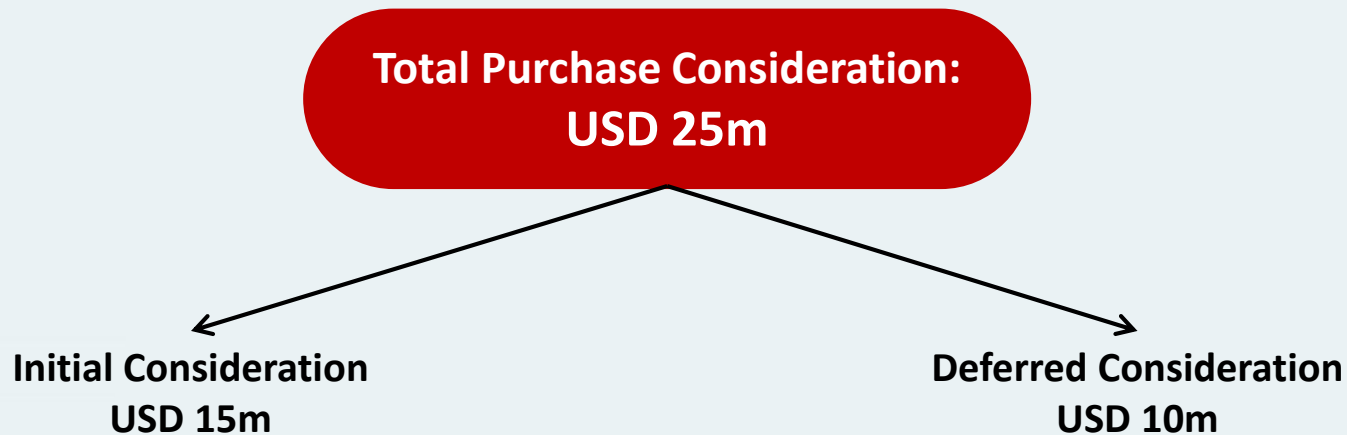 Total Purchase Consideration:
USD 25m
Initial Consideration
USD 15m
Deferred Consideration
USD 10m